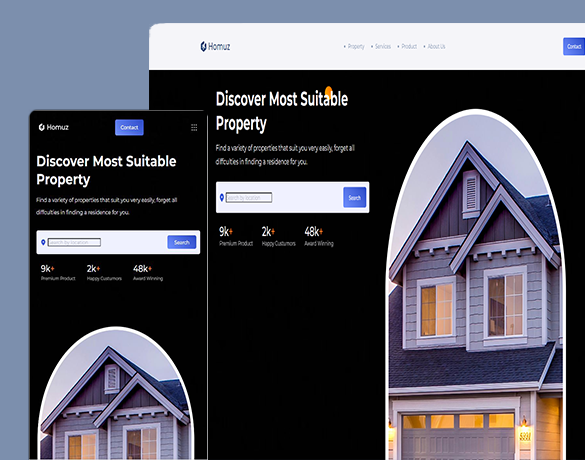 Homuz
Property
Services
Product
About Us
Contact
Discover Most Suitable
Property
Find a variety of properties that suit you very easily, forget all
difficulties in finding a residence for you.
Search by location
Search
9k+
2k+
48k+
Premium Product
Happy Custumors
Award Winning
Homuz
Contact
Discover Most Suitable
Property
Find a variety of properties that suit you very easily, forget all
difficulties in finding a residence for you.
Search by location
Search
9k+
2k+
48k+
Premium Product
Happy Custumors
Award Winning